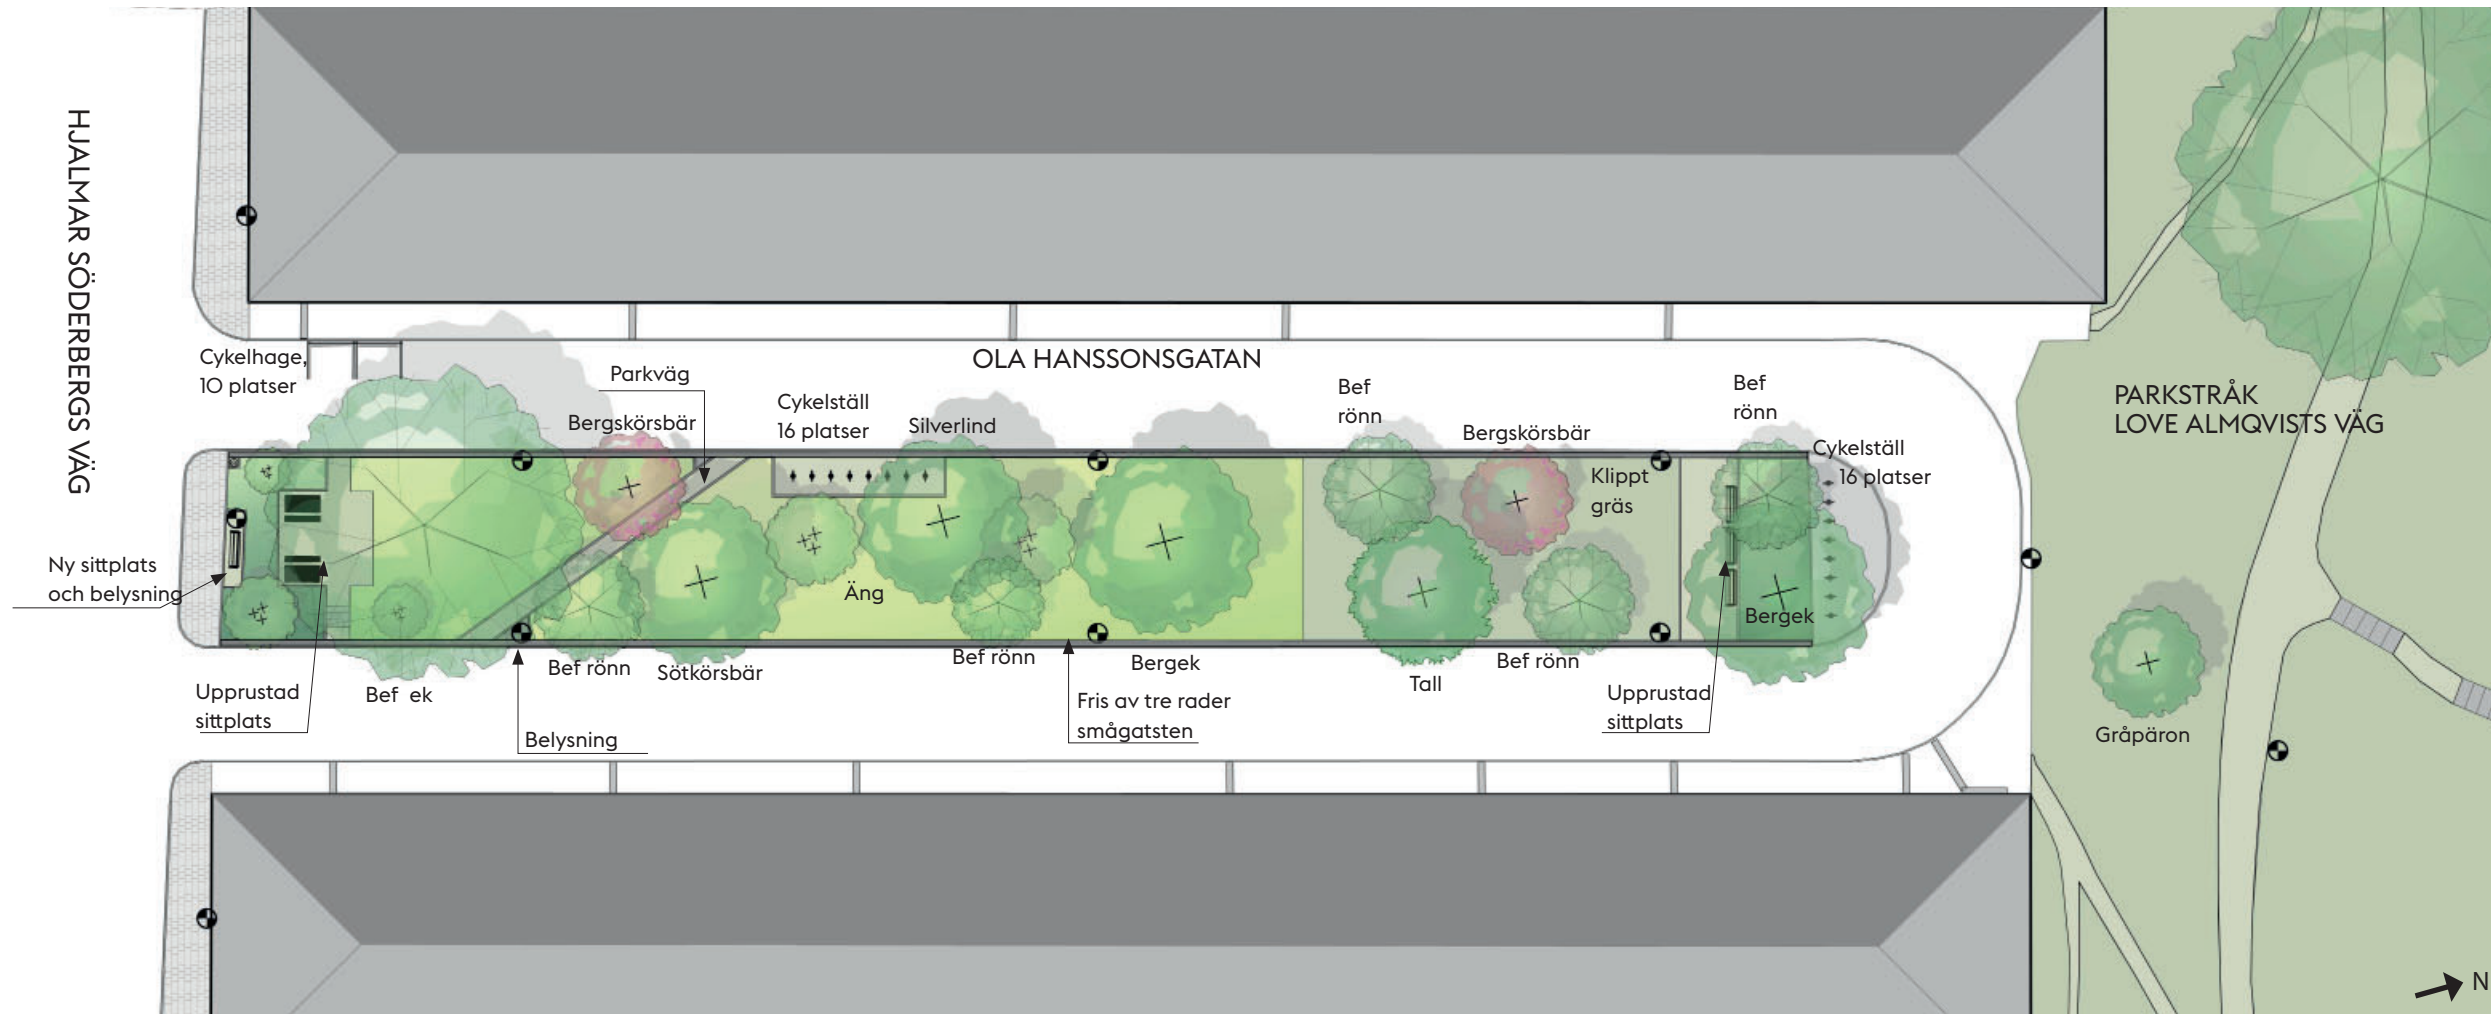 HJALMAR SÖDERBERGS VÄG
Cykelhage,
10 platser
Parkväg
Bergskörsbär
Cykelställ
16 platser
Silverlind
OLA HANSSONSGATAN
Bef
rönn
Bergskörsbär
Klippt
gräs
Bef
rönn
Cykelställ
16 platser
PARKSTRÅK
LOVE ALMQVISTS VÄG
Ny sittplats
och belysning
Äng
Bergek
Upprustad
sittplats
Bef ek
Bef rönn
Sötkörsbär
Belysning
Bef rönn
Bergek
Fris av tre rader
smågatsten
Tall
Bef rönn
Upprustad
sittplats
Gråpäron
N